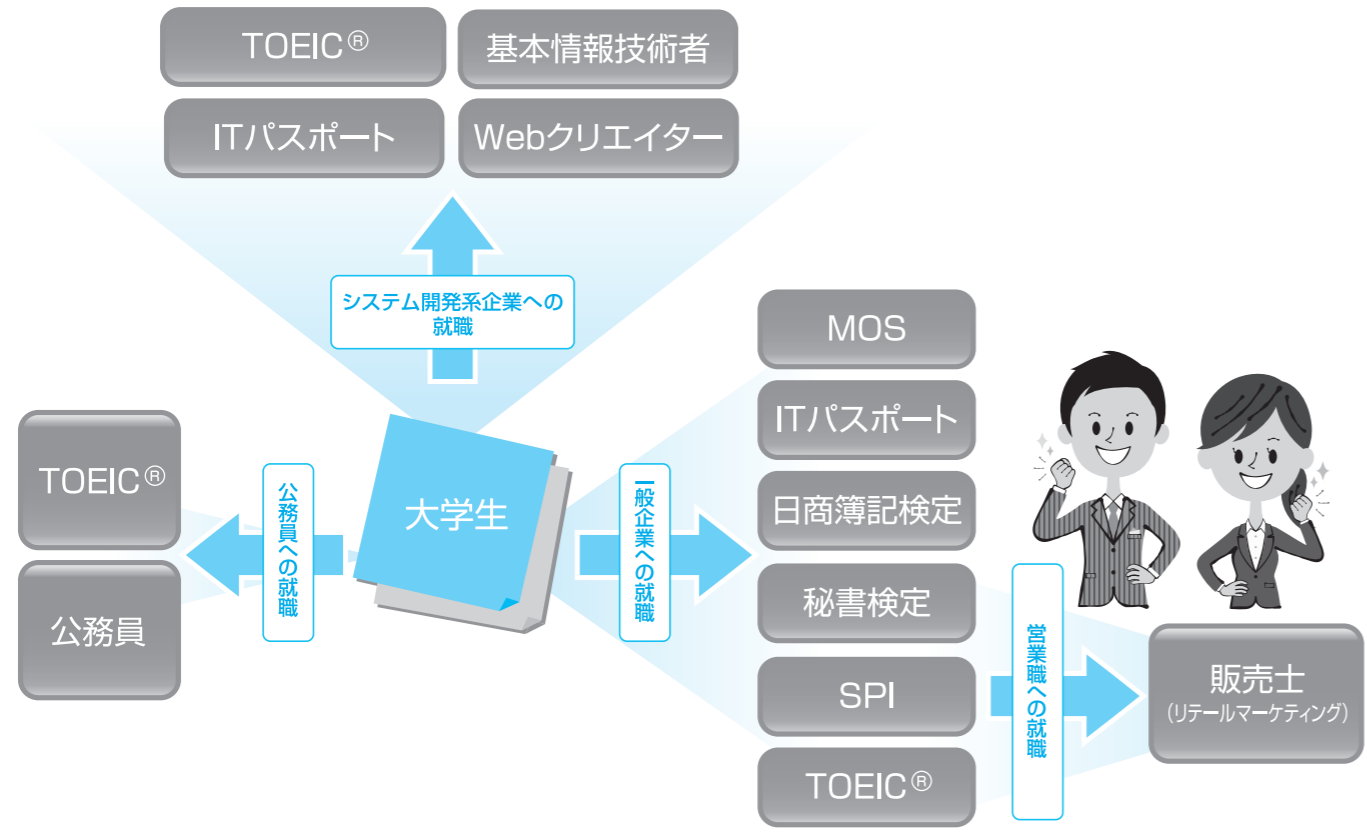 TOEIC®
基本情報技術者
ITパスポート
Webクリエイター
システム開発系企業への
就職
TOEIC®
公務員
公務員への就職
大学生
一般企業への就職
MOS
ITパスポート
日商簿記検定
秘書検定
SPI
TOEIC®
営業職への就職
販売士
(リテールマーケティング)